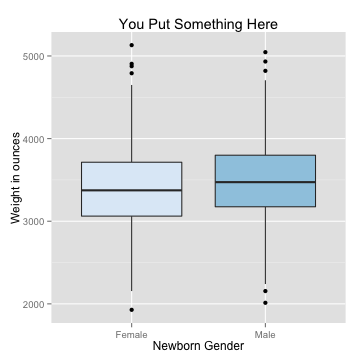 You Put Something Here
Weight in ounces
5000
4000
3000
2000
Female
Male
Newborn Gender